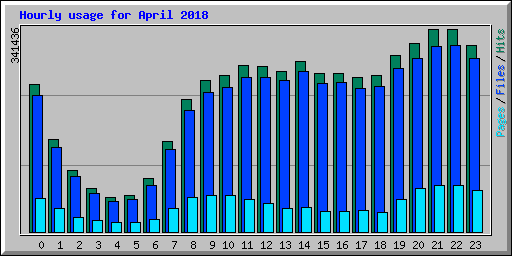 Hourly usage for April 2018
341436
Pages/Files/Hits
0 1 2 3 4 5 6 7 8 9 10 11 12 13 14 15 16 17 18 19 20 21 22 23